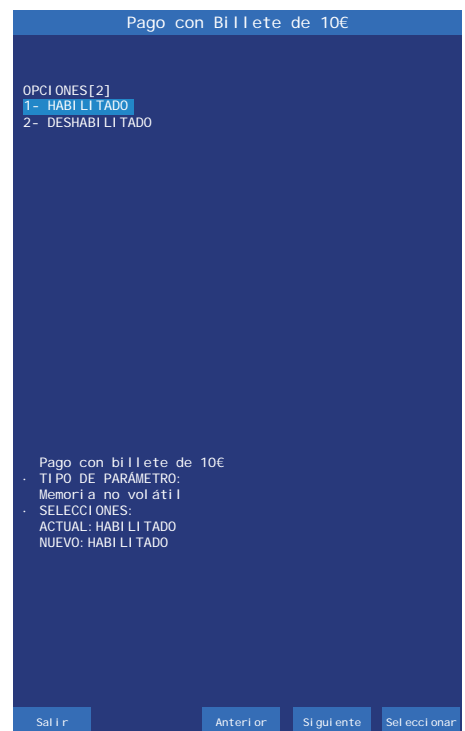 Pago con Billete de 10€
OPCIONES[2]
1- HABILITADO
2- DESHABILITADO
Pago con billete de 10€
· TIPO DE PARÁMETRO:
Memoria no volátil
· SELECCIONES:
ACTUAL:HABILITADO
NUEVO:HABILITADO
Salir Anterior Siguiente Seleccionar